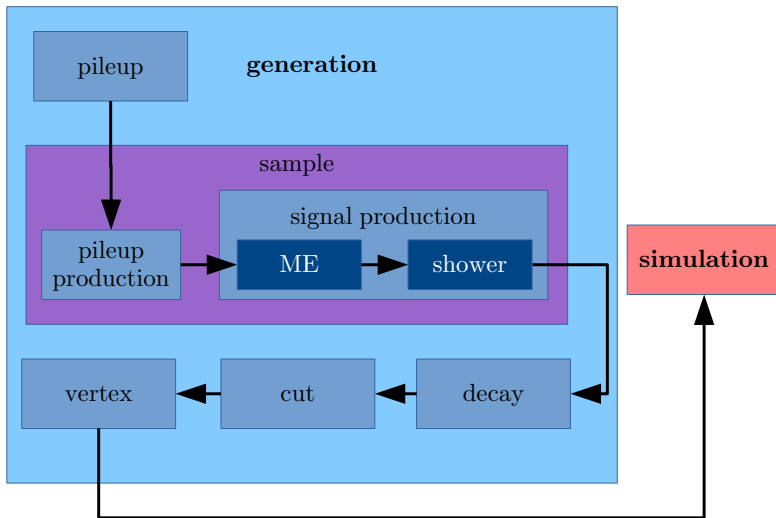 pileup
generation
sample
signal production
pileup
production
ME
shower
simulation
vertex
cut
decay